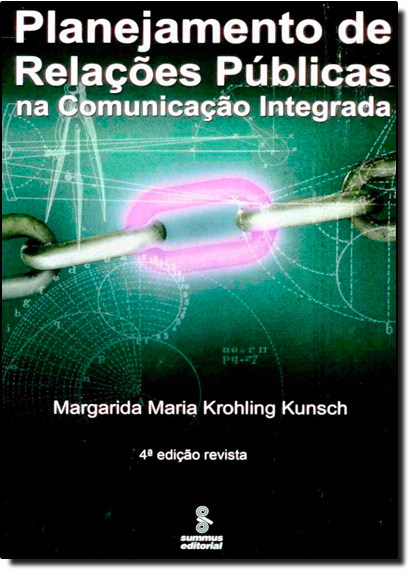 Planejamento de
Relações Públicas
na Comunicação Integrada
Margarida Maria Krohling Kunsch
4ª edição revista
summus
editorial